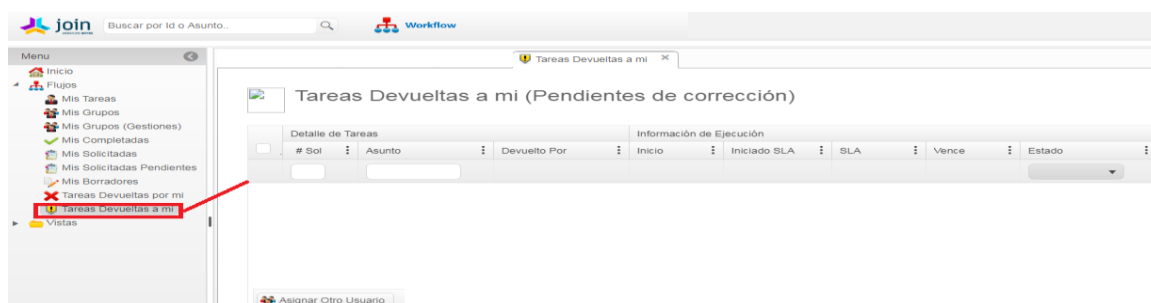 join Buscar por Id o Asunto.. Workflow
Menu
Inicio
Flujos
Mis Tareas
Mis Grupos
Mis Grupos (Gestiones)
Mis Completadas
Mis Solicitadas
Mis Solicitadas Pendientes
Mis Borradores
Tareas Devueltas por mi
Tareas Devueltas a mi
Vistas
Tareas Devueltas a mi ×
Tareas Devueltas a mi (Pendientes de corrección)
Detalle de Tareas Información de Ejecución
# Sol Asunto Devuelto Por Inicio Iniciado SLA SLA Vence Estado
Asignar Otro Usuario